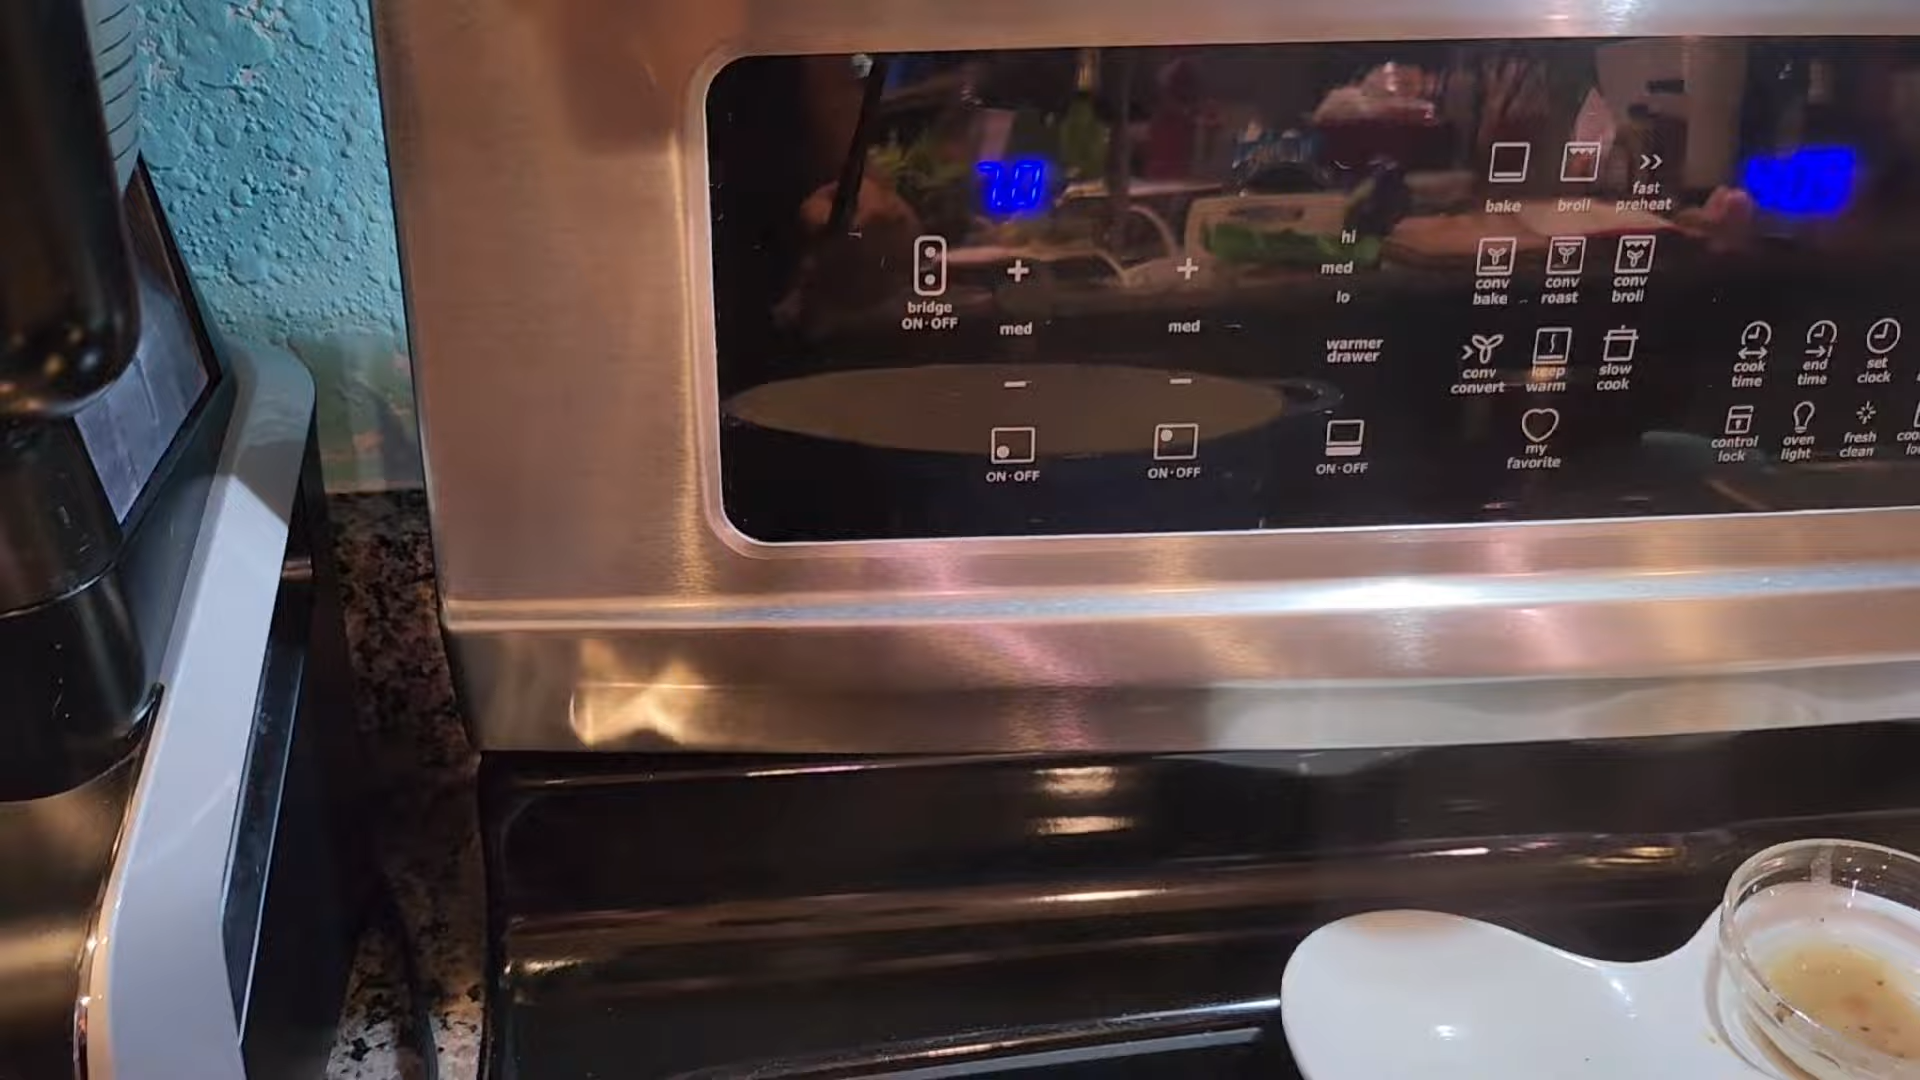 7.0
bake
broil
fast
preheat
hi
med
lo
bridge
ON·OFF
+
+
med
med
warmer
drawer
conv
bake
conv
roast
conv
broil
conv
convert
keep
warm
slow
cook
cook
time
end
time
set
clock
—
—
ON·OFF
ON·OFF
ON·OFF
my
favorite
control
lock
oven
light
fresh
clean